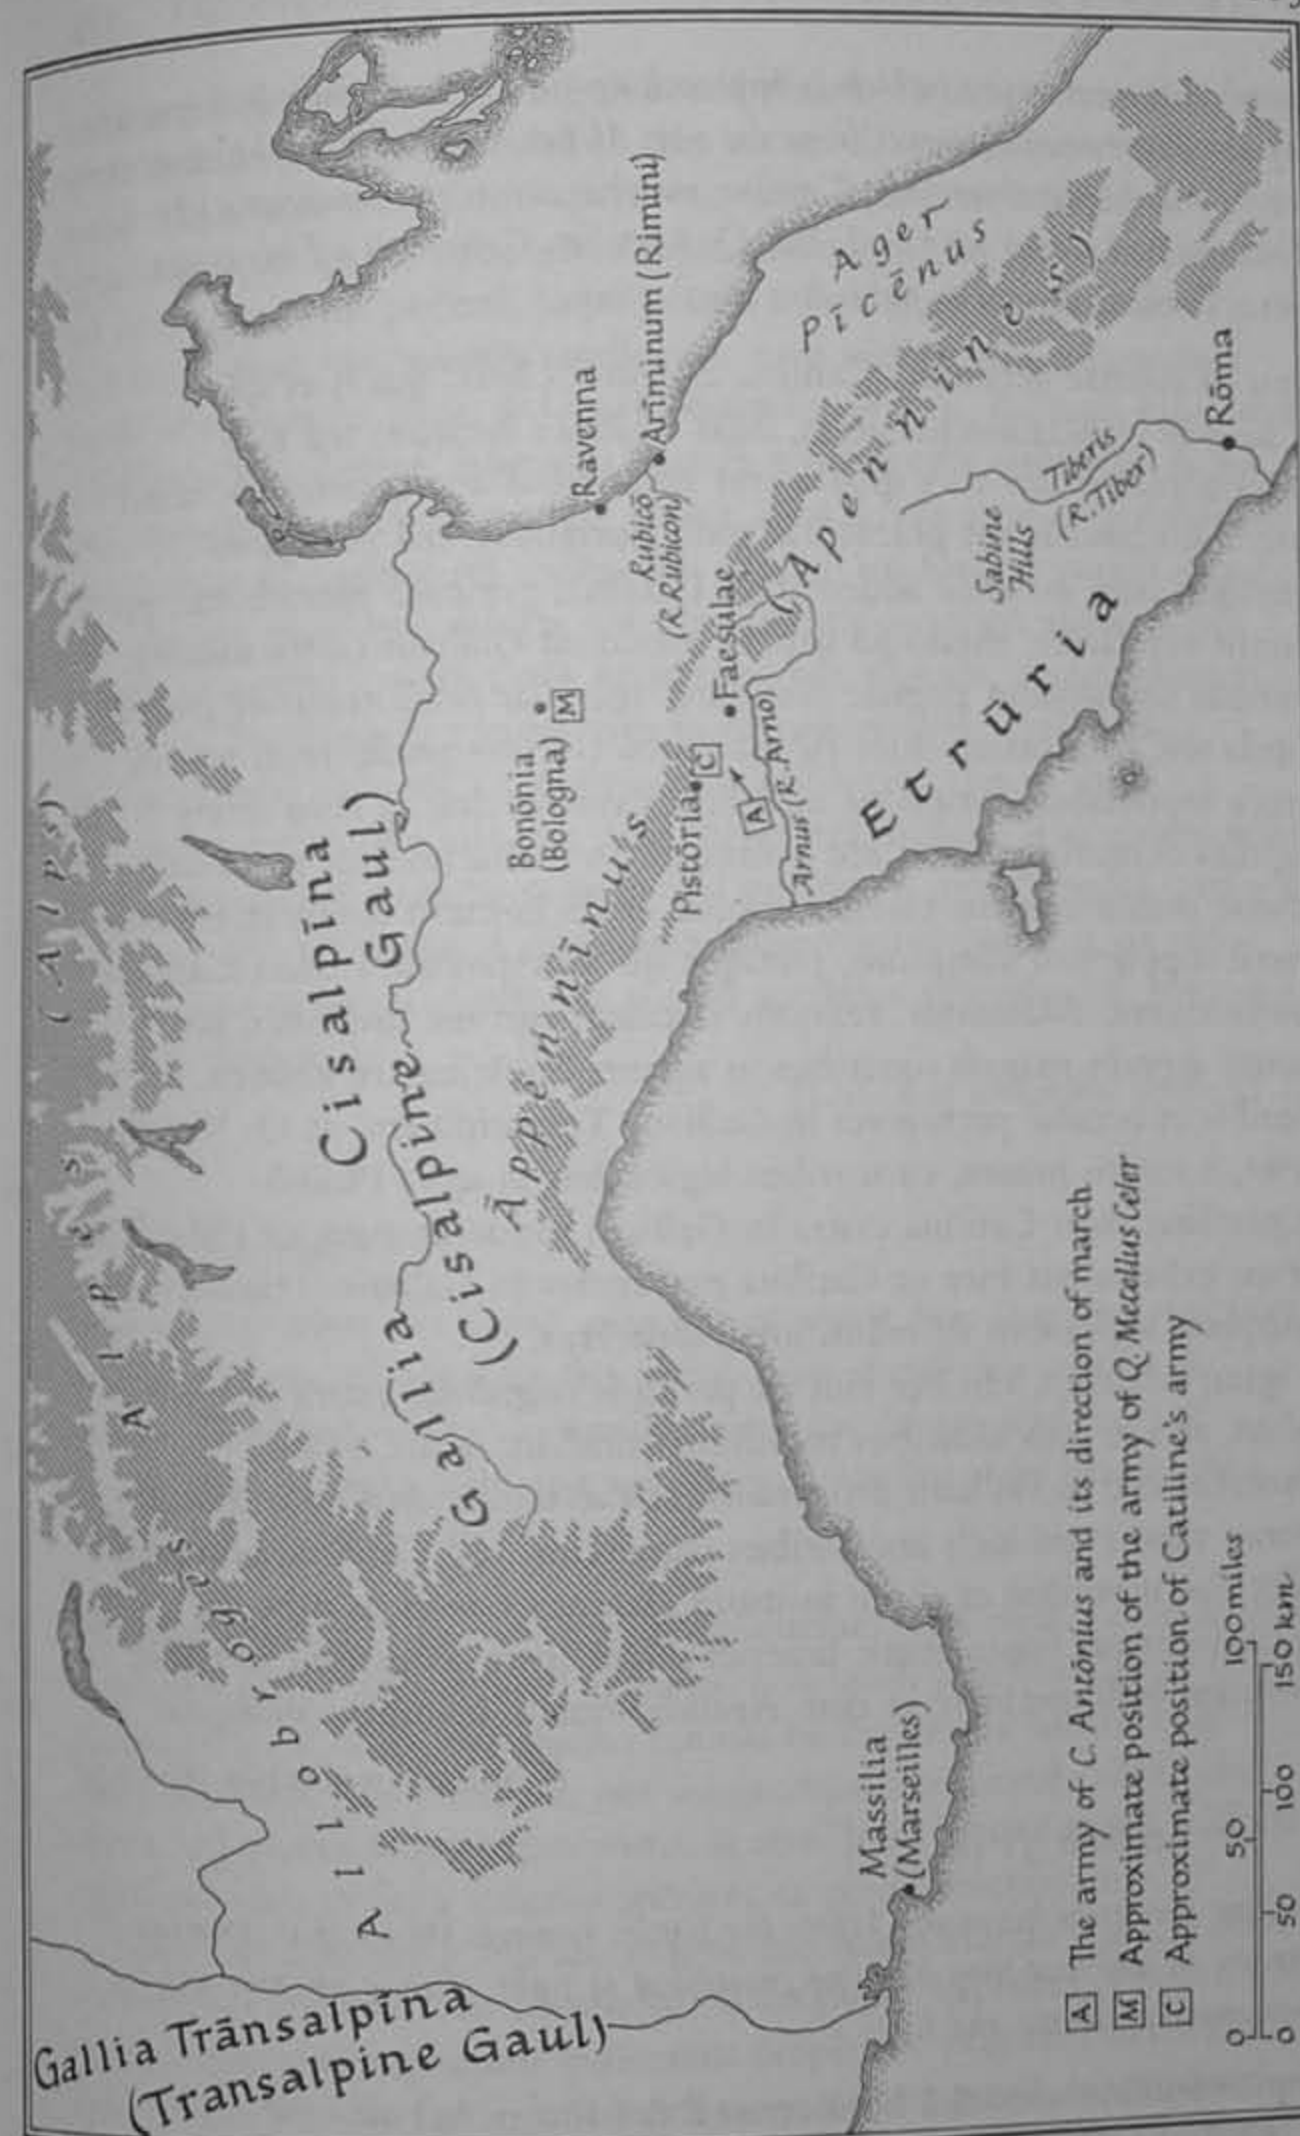 (Alps)
Alpēs
Allobrogēs
Gallia Trānsalpīna
(Transalpine Gaul)
Gallia Cisalpīna
(Cisalpine Gaul)
Āppennīnus
(Apennines)
Bonōnia
(Bologna)
M
Ravenna
Arīminum (Rimini)
Rubicō
(R.Rubicon)
Ager
Pīcēnus
Faesulae
Pistōria
C
A
Arnus (R.Arno)
Etrūria
Sabine
Hills
Tiberis
(R.Tiber)
Rōma
Massilia
(Marseilles)
A The army of C. Antōnius and its direction of march
M Approximate position of the army of Q. Mecellus Celer
C Approximate position of Catiline's army
0 50 100 miles
0 50 100 150 km